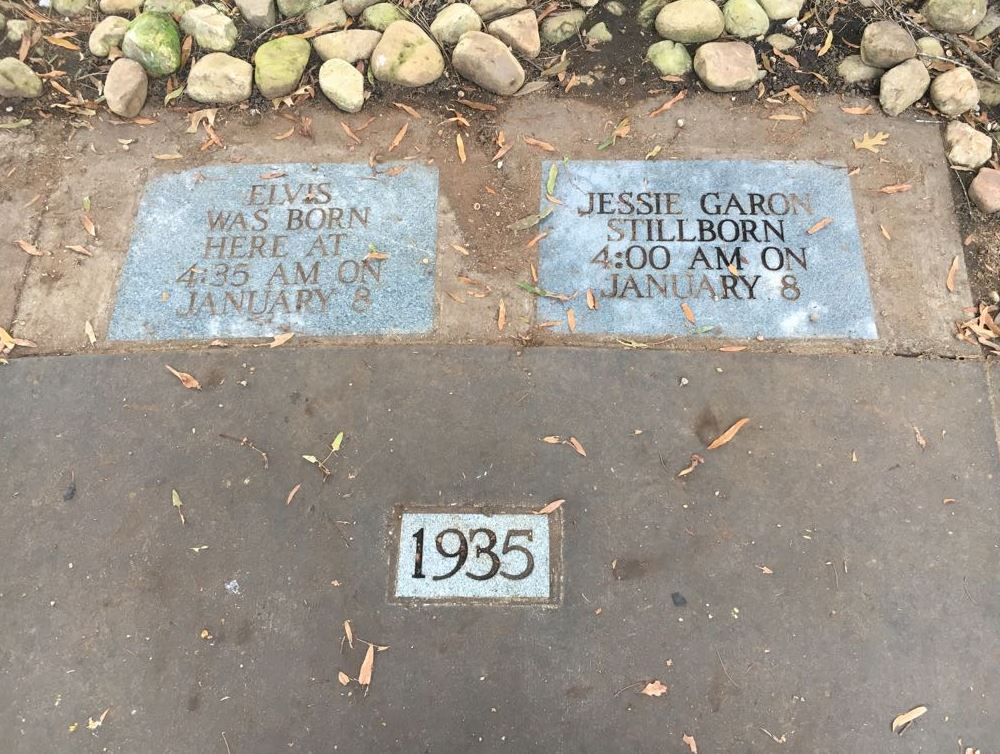 ELVIS
WAS BORN
HERE AT
4:35 AM ON
JANUARY 8
JESSIE GARON
STILLBORN
4:00 AM ON
JANUARY 8
1935